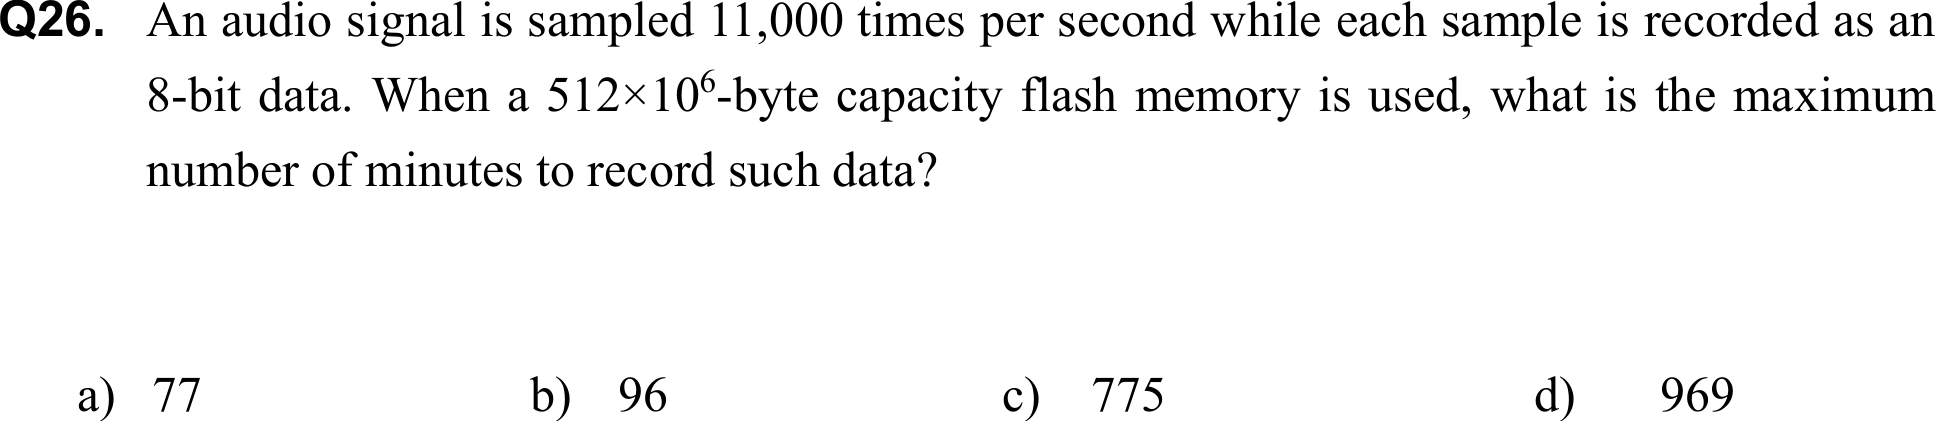 Q26. An audio signal is sampled 11,000 times per second while each sample is recorded as an
8-bit data. When a 512×10⁶-byte capacity flash memory is used, what is the maximum
number of minutes to record such data?
a) 77 b) 96 c) 775 d) 969